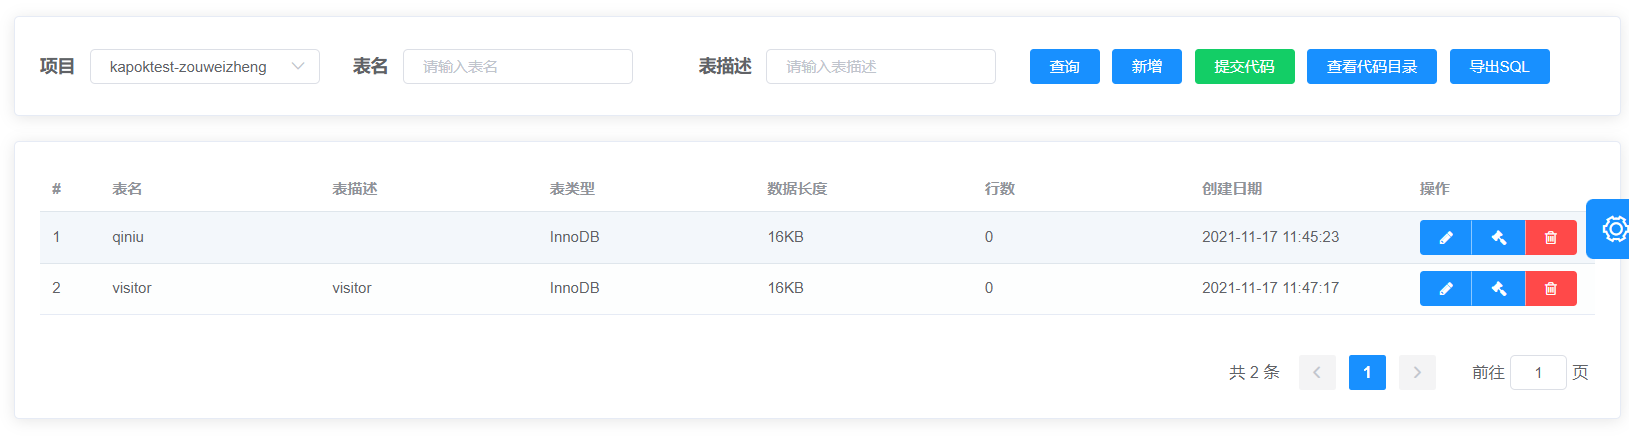 项目 kapoktest-zouweizheng 表名 请输入表名 表描述 请输入表描述 查询 新增 提交代码 查看代码目录 导出SQL
# 表名 表描述 表类型 数据长度 行数 创建日期 操作
1 qiniu InnoDB 16KB 0 2021-11-17 11:45:23
2 visitor visitor InnoDB 16KB 0 2021-11-17 11:47:17
共 2 条 1 前往 1 页